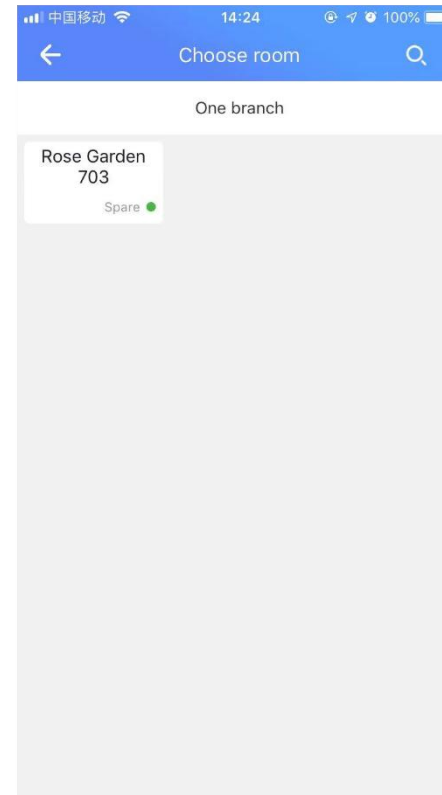 中国移动 14:24 100%
Choose room
One branch
Rose Garden
703
Spare